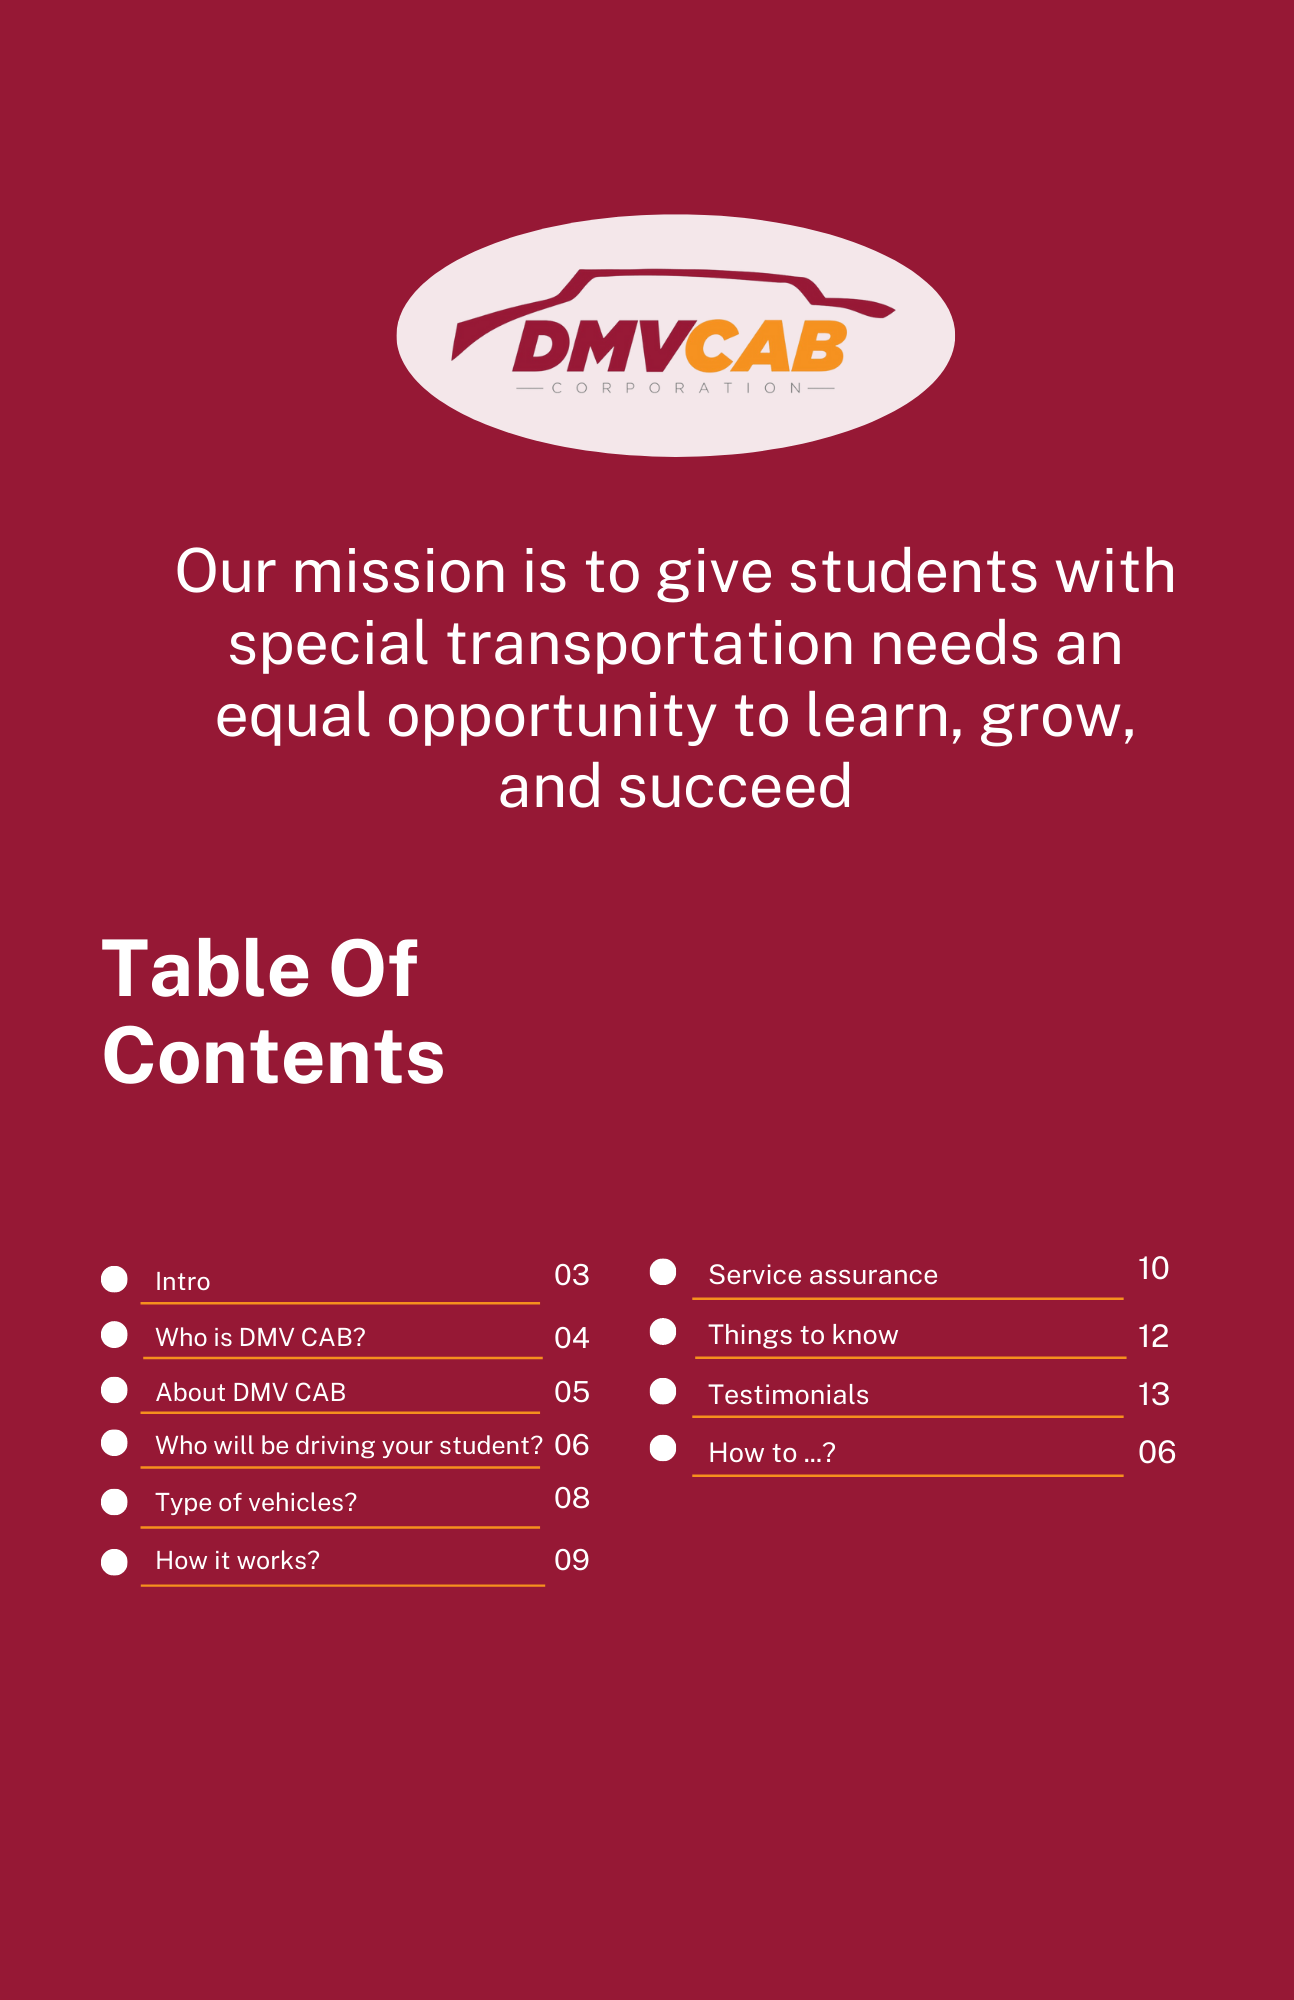 DMVCAB
CORPORATION
Our mission is to give students with
special transportation needs an
equal opportunity to learn, grow,
and succeed
Table Of
Contents
Intro 03
Who is DMV CAB? 04
About DMV CAB 05
Who will be driving your student? 06
Type of vehicles? 08
How it works? 09
Service assurance 10
Things to know 12
Testimonials 13
How to ...? 06